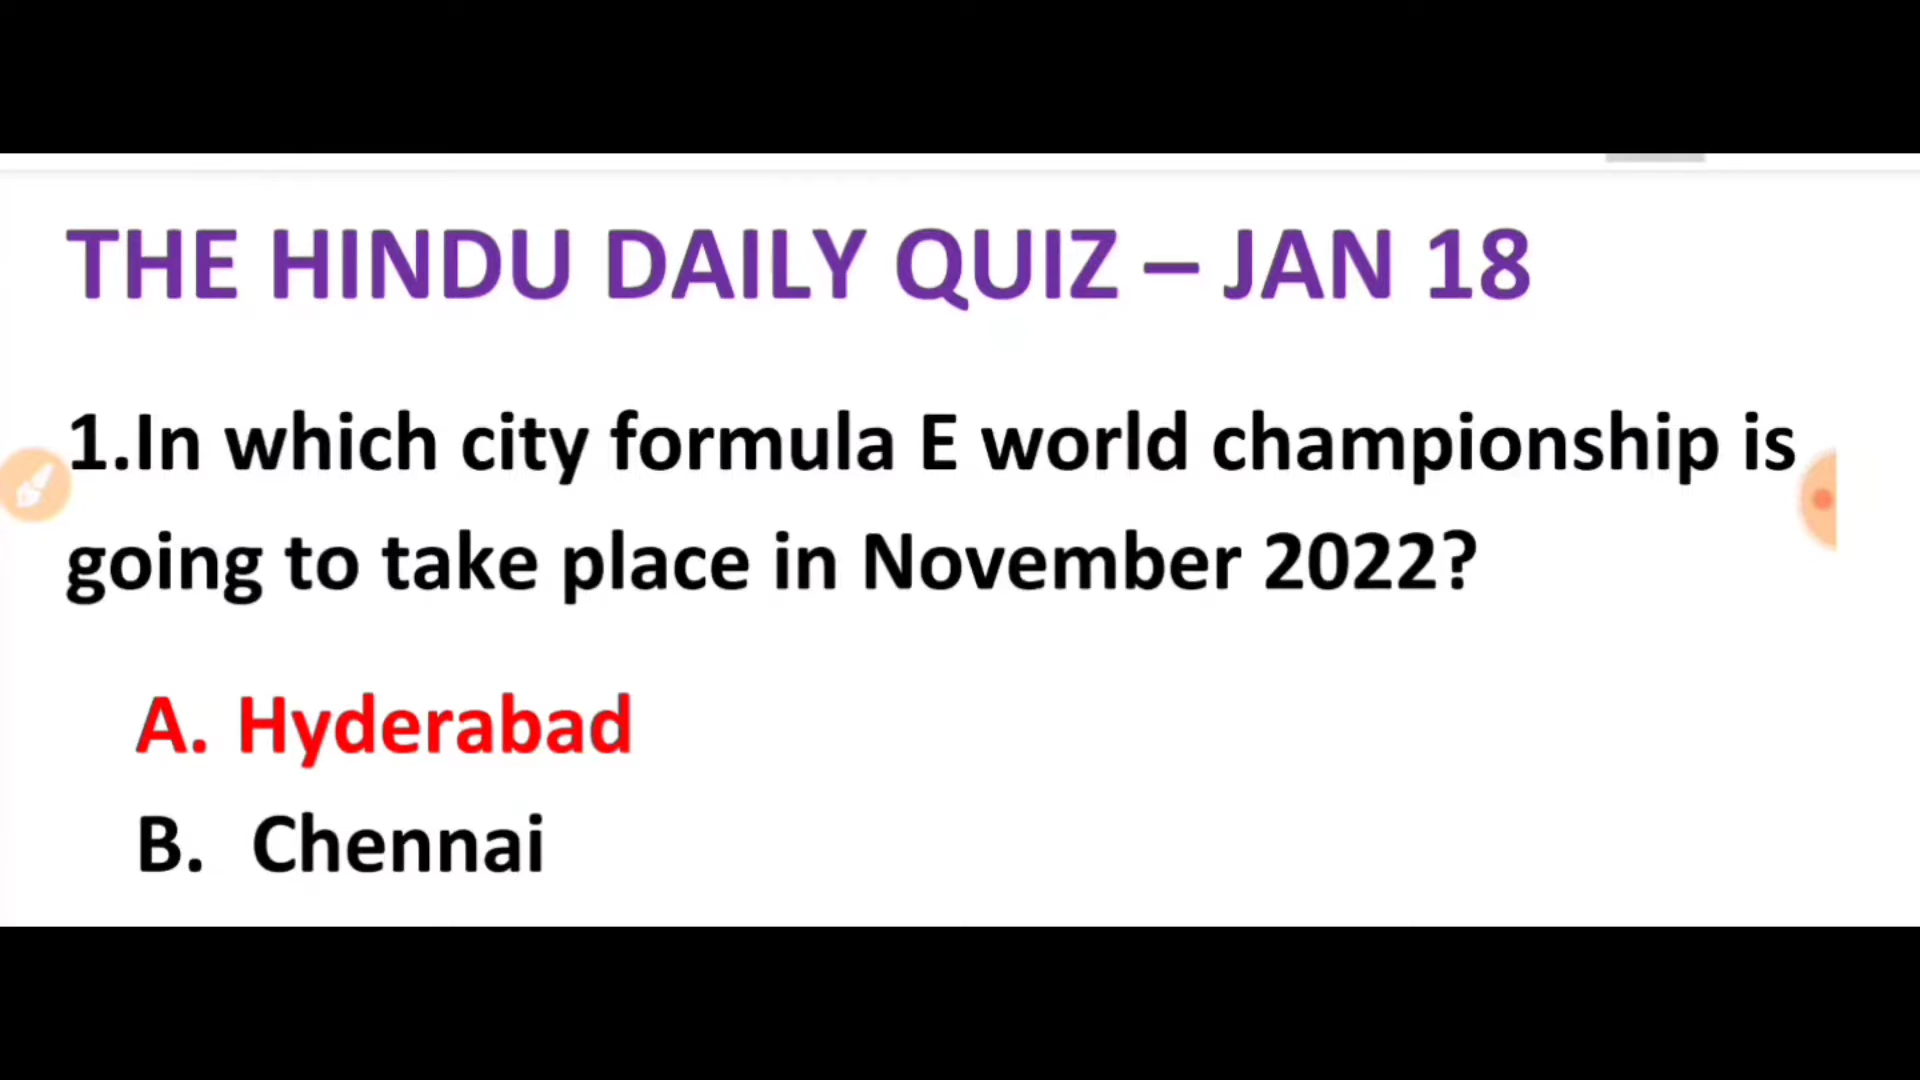 THE HINDU DAILY QUIZ – JAN 18
1.In which city formula E world championship is
going to take place in November 2022?
A. Hyderabad
B. Chennai